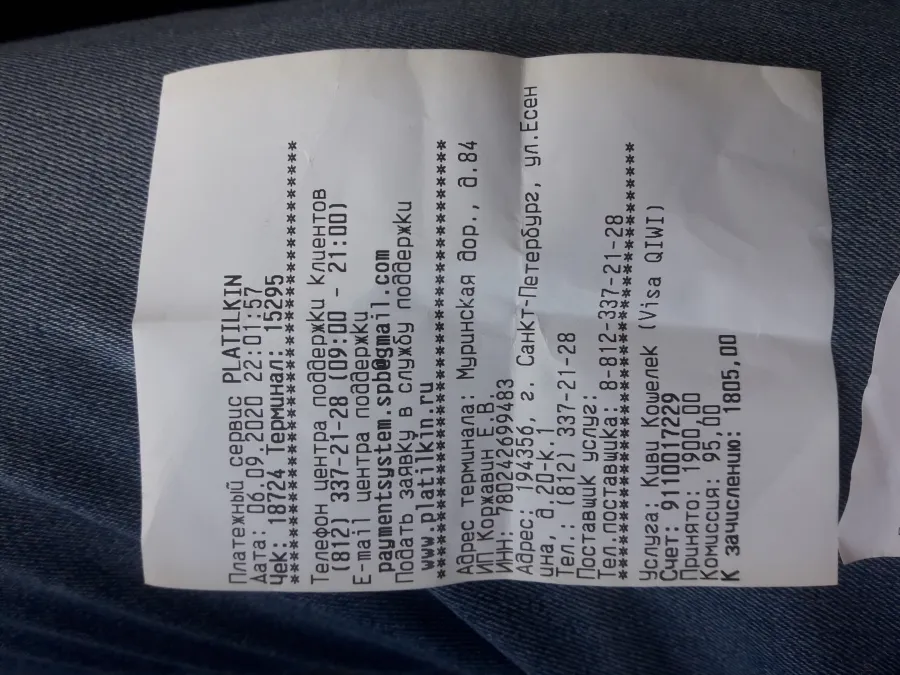 Платежный сервис PLATILKIN
Дата: 06.09.2020 22:01:57
Чек: 18724 Терминал: 15295
**********************************
Телефон центра поддержки Клиентов
(812) 337-21-28 (09:00 - 21:00)
E-mail центра поддержки
paymentsystem.spb@gmail.com
Подать заявку в службу поддержки
www.platilkin.ru
**********************************
Адрес терминала: Муринская дор., д.84
ИП Коржавин Е.В.
ИНН: 780242699483
Адрес: 194356, г. Санкт-Петербург, ул.Есен
ина, д.20-к.1
Тел.: (812) 337-21-28
Поставщик услуг:
Тел.поставщика: 8-812-337-21-28
**********************************
Услуга: Киви Кошелек (Visa QIWI)
Счет: 9110017229
Принято: 1900,00
Комиссия: 95,00
К зачислению: 1805,00